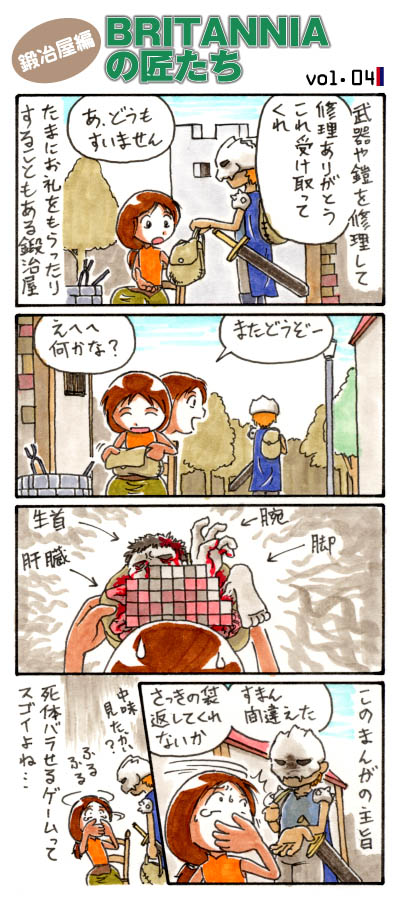 鍛冶屋編
BRITANNIA
の匠たち
vol.04
武器や鎧を修理して
たまにお礼をもらったり
することもある鍛冶屋
修理ありがとう
これ受け取って
くれ
あ、どうも
すいません
またどうぞー
えへへ
何かな？
生首
腕
肝臓
脚
このまんがの主旨
すまん
間違えた
さっきの袋
返してくれ
ないか
中味
見たかい？
ぶる
ぶる
死体バラせるゲームって
スゴイよね…